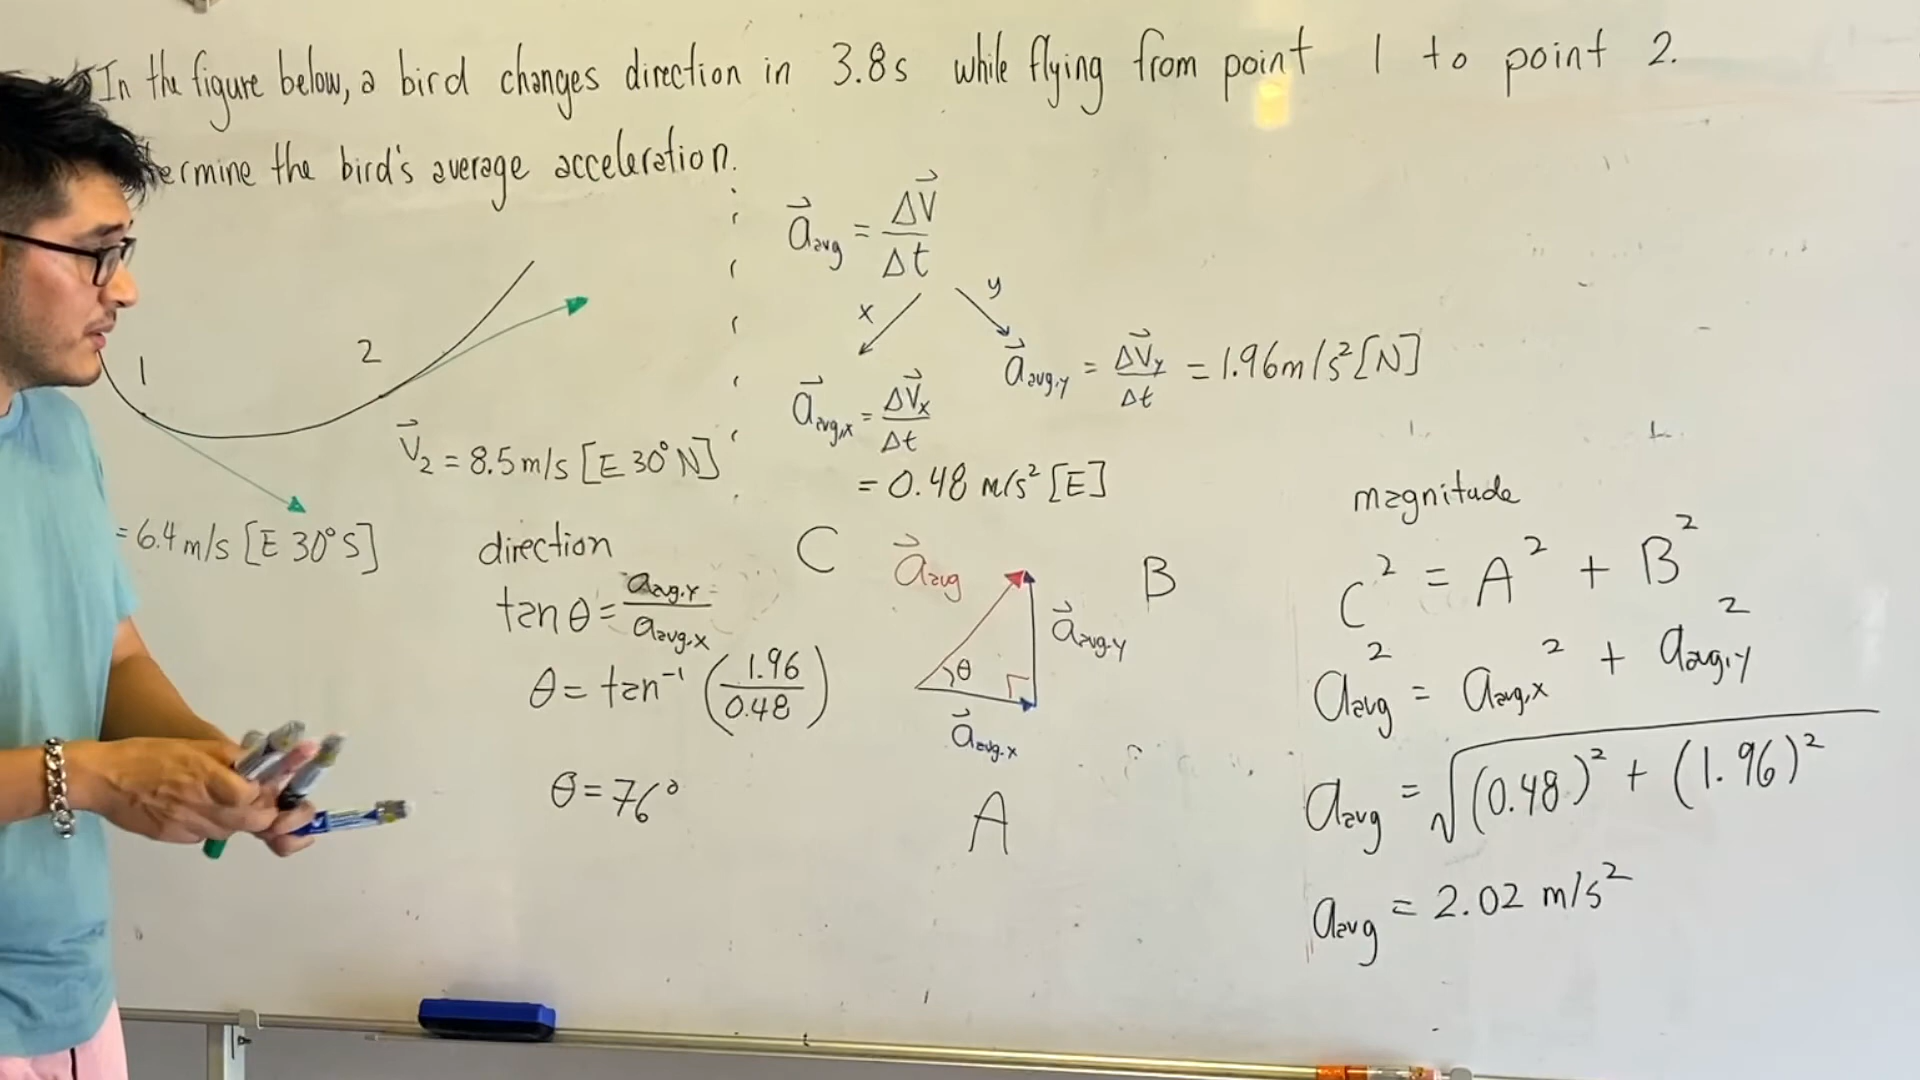 In the figure below, a bird changes direction in 3.8s while flying from point 1 to point 2.
ermine the bird's average acceleration.
1
2
V⃗₂ = 8.5 m/s [E 30° N]
= 6.4 m/s [E 30° S]
a⃗avg = ΔV⃗/Δt
x
y
a⃗avg,x = ΔV⃗x/Δt
= 0.48 m/s² [E]
a⃗avg,y = ΔV⃗y/Δt = 1.96 m/s² [N]
direction
tan θ = aavg,y/aavg,x
θ = tan⁻¹ (1.96/0.48)
θ = 76°
C
a⃗avg
B
a⃗avg,y
θ
a⃗avg,x
A
magnitude
C² = A² + B²
aavg² = aavg,x² + aavg,y²
aavg = √(0.48)² + (1.96)²
aavg = 2.02 m/s²